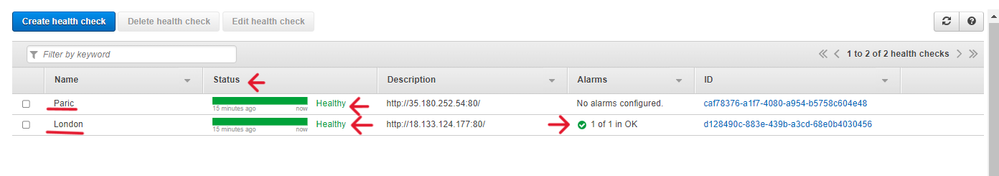 Create health check Delete health check Edit health check
Filter by keyword 1 to 2 of 2 health checks
Name Status Description Alarms ID
Paric 15 minutes ago now Healthy http://35.180.252.54:80/ No alarms configured. caf78376-a1f7-4080-a954-b5758c604e48
London 15 minutes ago now Healthy http://18.133.124.177:80/ 1 of 1 in OK d128490c-883e-439b-a3cd-68e0b4030456